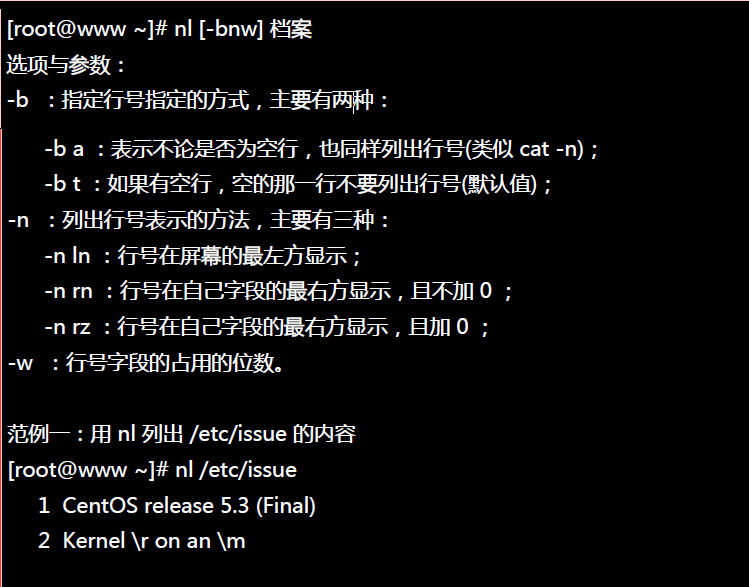 [root@www ~]# nl [-bnw] 档案
选项与参数：
-b ：指定行号指定的方式，主要有两种：
-b a ：表示不论是否为空行，也同样列出行号(类似 cat -n)；
-b t ：如果有空行，空的那一行不要列出行号(默认值)；
-n ：列出行号表示的方法，主要有三种：
-n ln ：行号在屏幕的最左方显示；
-n rn ：行号在自己字段的最右方显示，且不加 0 ；
-n rz ：行号在自己字段的最右方显示，且加 0 ；
-w ：行号字段的占用的位数。
范例一：用 nl 列出 /etc/issue 的内容
[root@www ~]# nl /etc/issue
1 CentOS release 5.3 (Final)
2 Kernel \r on an \m